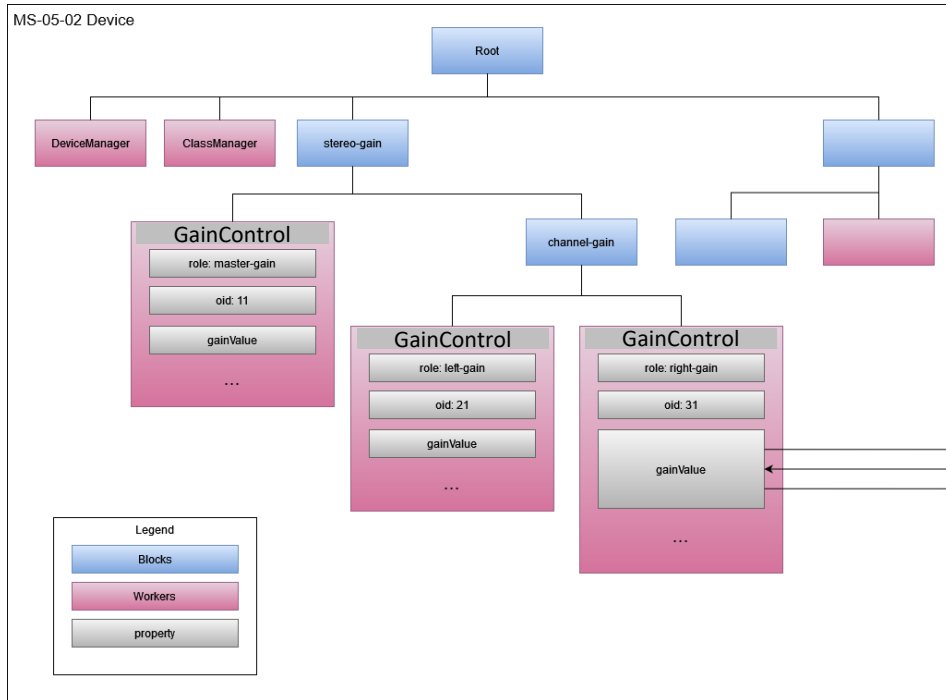 MS-05-02 Device
Root
DeviceManager
ClassManager
stereo-gain
GainControl
role: master-gain
oid: 11
gainValue
...
channel-gain
GainControl
role: left-gain
oid: 21
gainValue
...
GainControl
role: right-gain
oid: 31
gainValue
...
Legend
Blocks
Workers
property